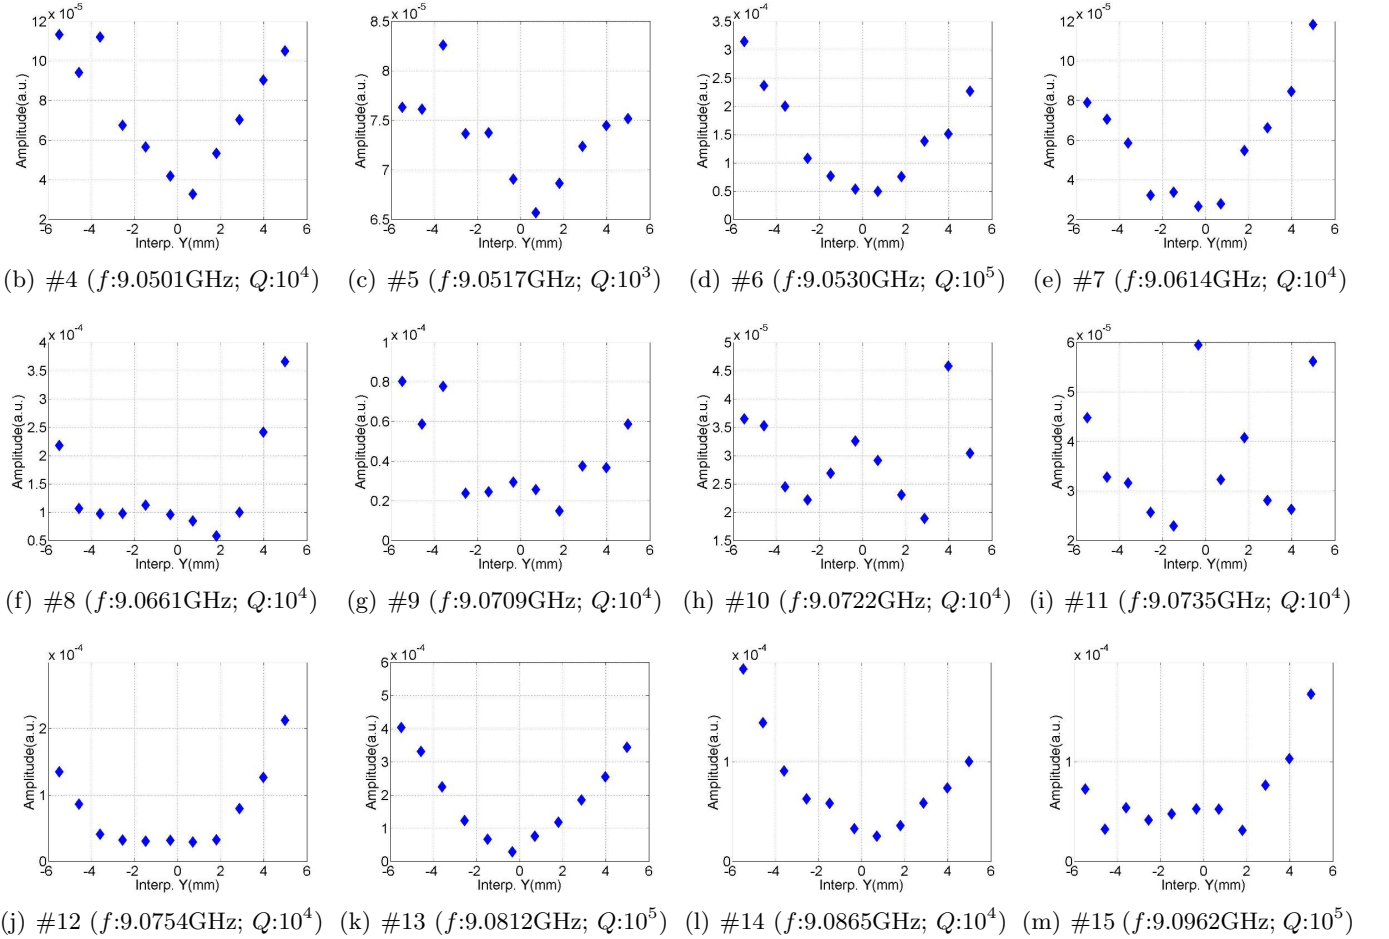 x 10-5
12
10
8
6
4
2
-6 -4 -2 0 2 4 6
Amplitude(a.u.)
Interp. Y(mm)
x 10-5
8.5
8
7.5
7
6.5
-6 -4 -2 0 2 4 6
Amplitude(a.u.)
Interp. Y(mm)
x 10-4
3.5
3
2.5
2
1.5
1
0.5
0
-6 -4 -2 0 2 4 6
Amplitude(a.u.)
Interp. Y(mm)
x 10-5
12
10
8
6
4
2
-6 -4 -2 0 2 4 6
Amplitude(a.u.)
Interp. Y(mm)
(b) #4 (f:9.0501GHz; Q:10^4) (c) #5 (f:9.0517GHz; Q:10^3) (d) #6 (f:9.0530GHz; Q:10^5) (e) #7 (f:9.0614GHz; Q:10^4)
x 10-4
4
3.5
3
2.5
2
1.5
1
0.5
-6 -4 -2 0 2 4 6
Amplitude(a.u.)
Interp. Y(mm)
x 10-4
1
0.8
0.6
0.4
0.2
0
-6 -4 -2 0 2 4 6
Amplitude(a.u.)
Interp. Y(mm)
x 10-5
5
4.5
4
3.5
3
2.5
2
1.5
-6 -4 -2 0 2 4 6
Amplitude(a.u.)
Interp. Y(mm)
x 10-5
6
5
4
3
2
-6 -4 -2 0 2 4 6
Amplitude(a.u.)
Interp. Y(mm)
(f) #8 (f:9.0661GHz; Q:10^4) (g) #9 (f:9.0709GHz; Q:10^4) (h) #10 (f:9.0722GHz; Q:10^4) (i) #11 (f:9.0735GHz; Q:10^4)
x 10-4
2
1
0
-6 -4 -2 0 2 4 6
Amplitude(a.u.)
Interp. Y(mm)
x 10-4
6
5
4
3
2
1
0
-6 -4 -2 0 2 4 6
Amplitude(a.u.)
Interp. Y(mm)
x 10-4
1
0
-6 -4 -2 0 2 4 6
Amplitude(a.u.)
Interp. Y(mm)
x 10-4
1
0
-6 -4 -2 0 2 4 6
Amplitude(a.u.)
Interp. Y(mm)
(j) #12 (f:9.0754GHz; Q:10^4) (k) #13 (f:9.0812GHz; Q:10^5) (l) #14 (f:9.0865GHz; Q:10^4) (m) #15 (f:9.0962GHz; Q:10^5)